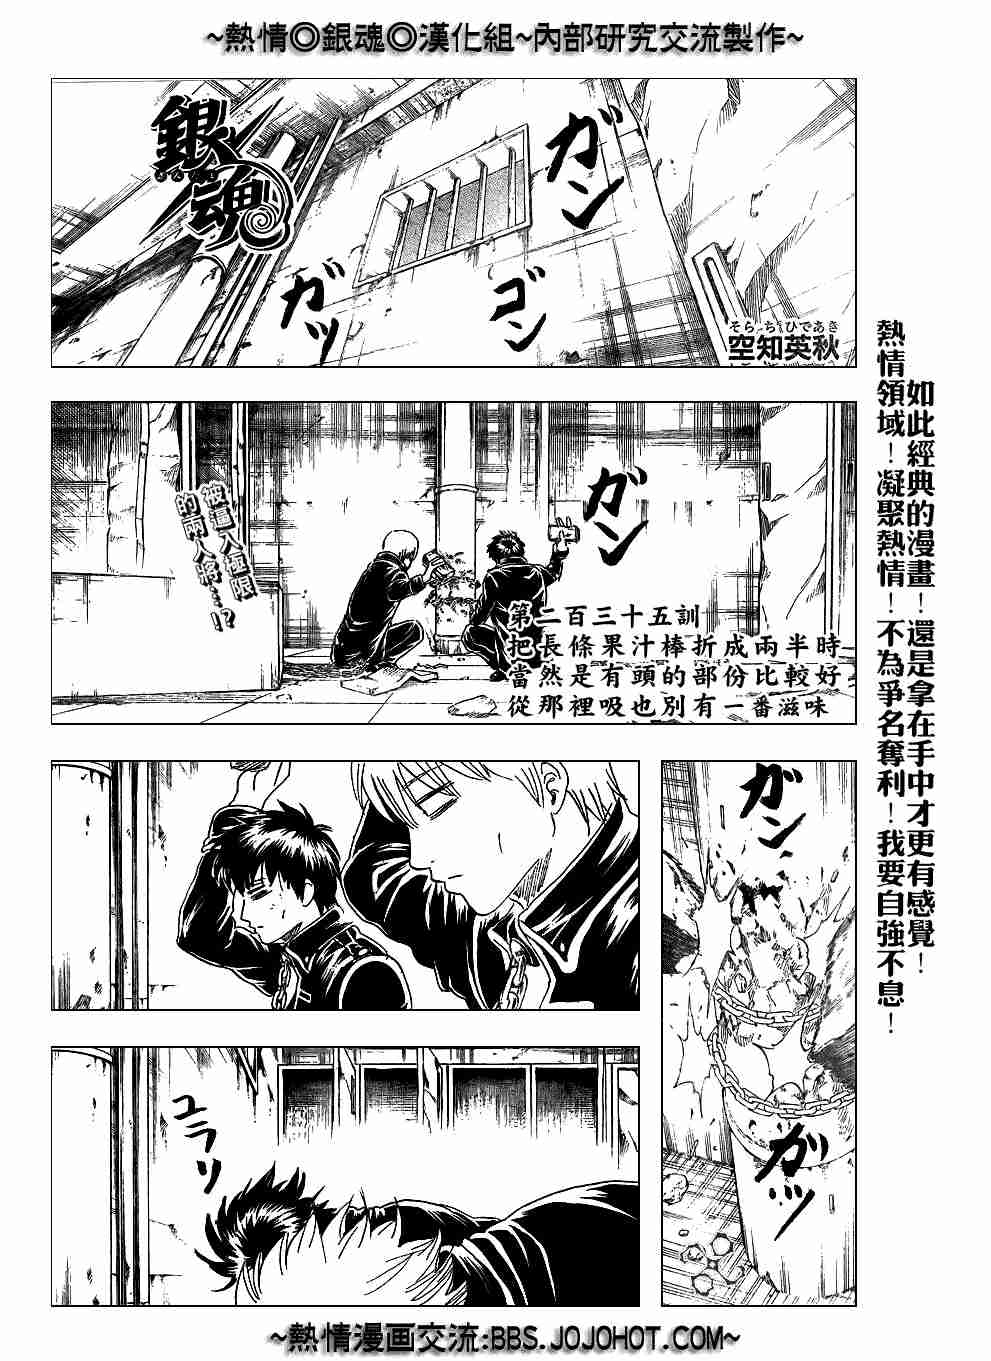 ~熱情◎銀魂◎漢化組~內部研究交流製作~
銀魂
ガン
ゴン
ガッ
そらちひであき
空知英秋
如此經典的漫畫！還是拿在手中才更有感覺！
熱情領域！凝聚熱情！不為爭名奪利！我要自強不息！
ガン
被逼入極限
的兩人將…!?
第二百三十五訓
把長條果汁棒折成兩半時
當然是有頭的部份比較好
從那裡吸也別有一番滋味
ガン
ガッ
ユラリ
~熱情漫画交流:BBS.JOJOHOT.COM~